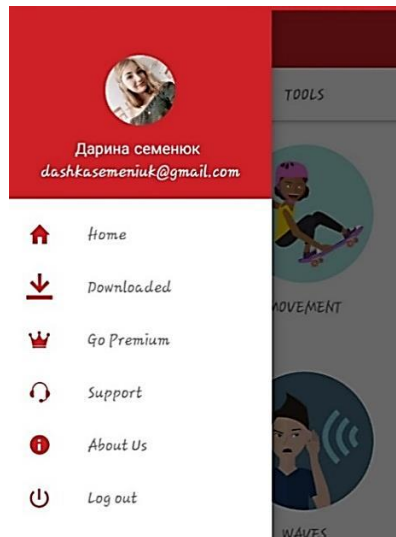 Дарина семенюк
dashkasemeniuk@gmail.com
Home
Downloaded
Go Premium
Support
About Us
Log out
TOOLS
MOVEMENT
WAVES